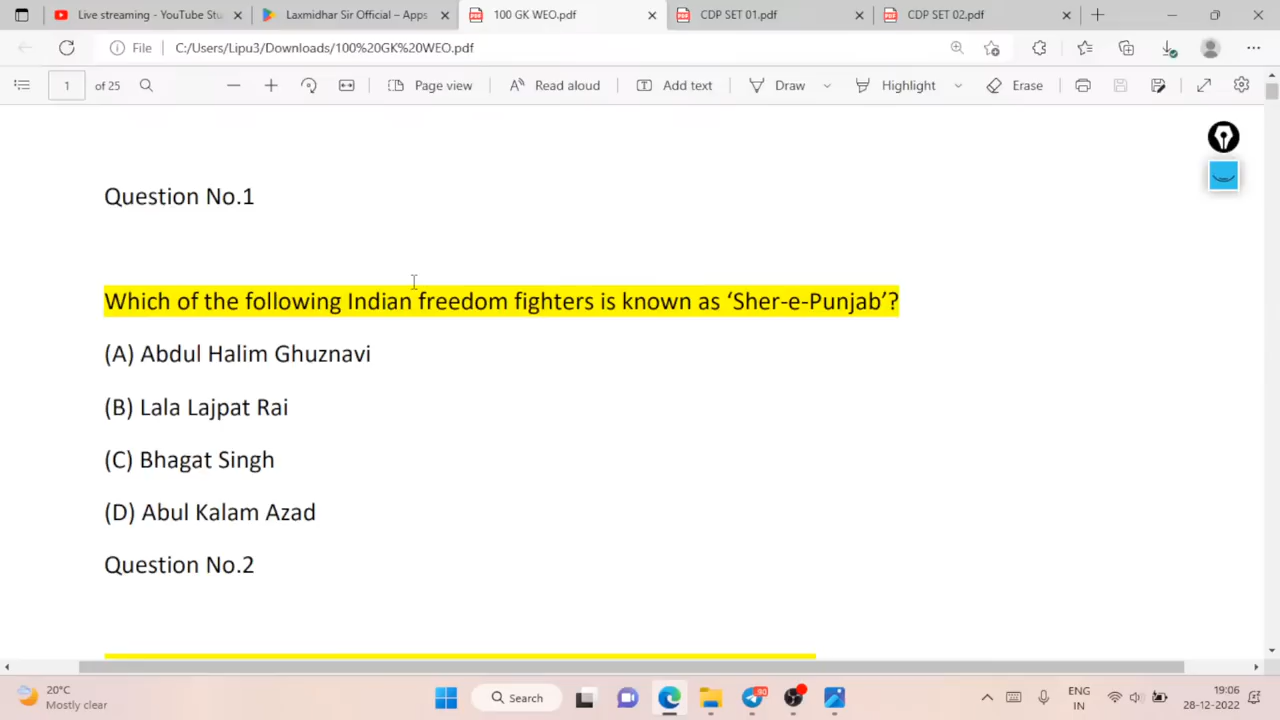 Live streaming - YouTube Stu
Laxmidhar Sir Official – Apps
100 GK WEO.pdf
CDP SET 01.pdf
CDP SET 02.pdf
File
C:/Users/Lipu3/Downloads/100%20GK%20WEO.pdf
1 of 25
Page view
Read aloud
Add text
Draw
Highlight
Erase
Question No.1
Which of the following Indian freedom fighters is known as ‘Sher-e-Punjab’?
(A) Abdul Halim Ghuznavi
(B) Lala Lajpat Rai
(C) Bhagat Singh
(D) Abul Kalam Azad
Question No.2
20°C
Mostly clear
Search
90
ENG
IN
19:06
28-12-2022